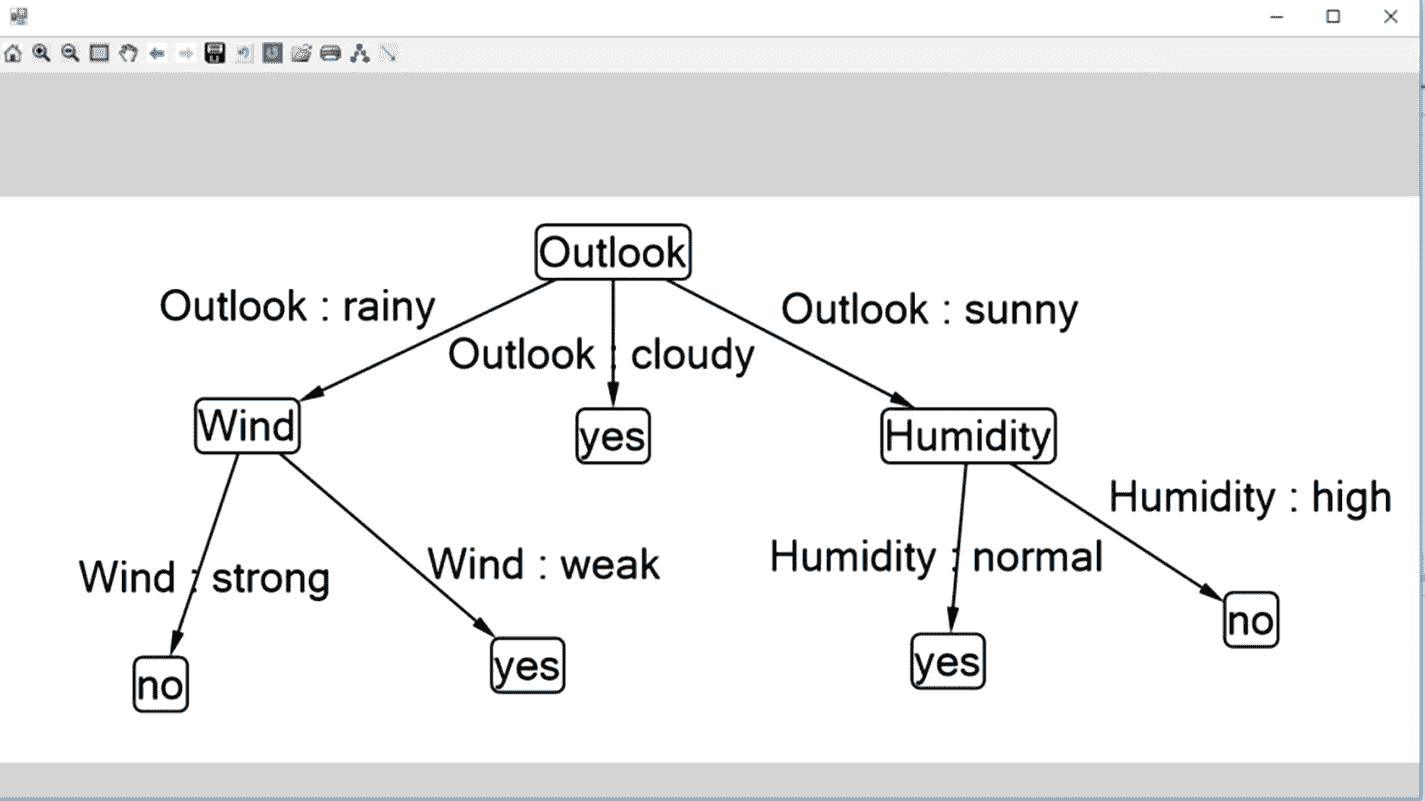 Outlook
Outlook : rainy
Outlook : sunny
Outlook : cloudy
Wind
yes
Humidity
Humidity : high
Wind : strong
Wind : weak
Humidity : normal
no
yes
yes
no